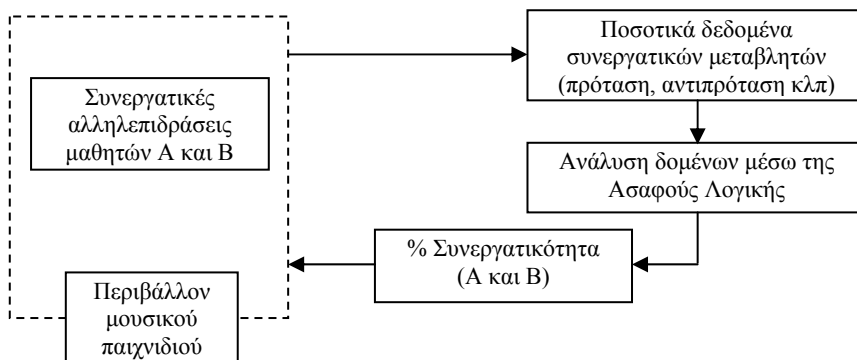 Συνεργατικές
αλληλεπιδράσεις
μαθητών Α και Β
Ποσοτικά δεδομένα
συνεργατικών μεταβλητών
(πρόταση, αντιπρόταση κλπ)
Ανάλυση δομένων μέσω της
Ασαφούς Λογικής
% Συνεργατικότητα
(Α και Β)
Περιβάλλον
μουσικού
παιχνιδιού